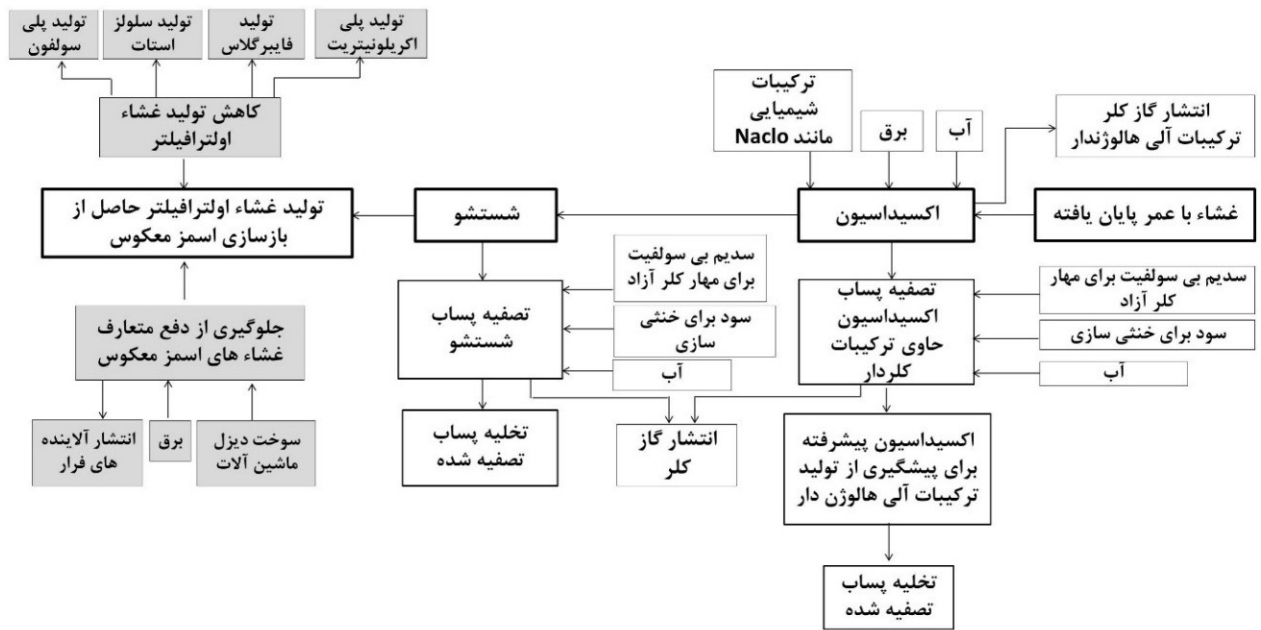 تولید پلی
اکریلونیتریت
تولید
فایبرگلاس
تولید سلولز
استات
تولید پلی
سولفون
کاهش تولید غشاء
اولترافیلتر
ترکیبات
شیمیایی
مانند Naclo
برق
آب
انتشار گاز کلر
ترکیبات آلی هالوژندار
غشاء با عمر پایان یافته
اکسیداسیون
شستشو
تولید غشاء اولترافیلتر حاصل از
بازسازی اسمز معکوس
سدیم بی سولفیت برای مهار
کلر آزاد
سود برای خنثی سازی
آب
تصفیه پساب
اکسیداسیون
حاوی ترکیبات
کلردار
سدیم بی سولفیت
برای مهار کلر آزاد
سود برای خنثی
سازی
آب
تصفیه پساب
شستشو
جلوگیری از دفع متعارف
غشاء های اسمز معکوس
سوخت دیزل
ماشین آلات
برق
انتشار آلاینده
های فرار
اکسیداسیون پیشرفته
برای پیشگیری از تولید
ترکیبات آلی هالوژن دار
انتشار گاز
کلر
تخلیه پساب
تصفیه شده
تخلیه پساب
تصفیه شده